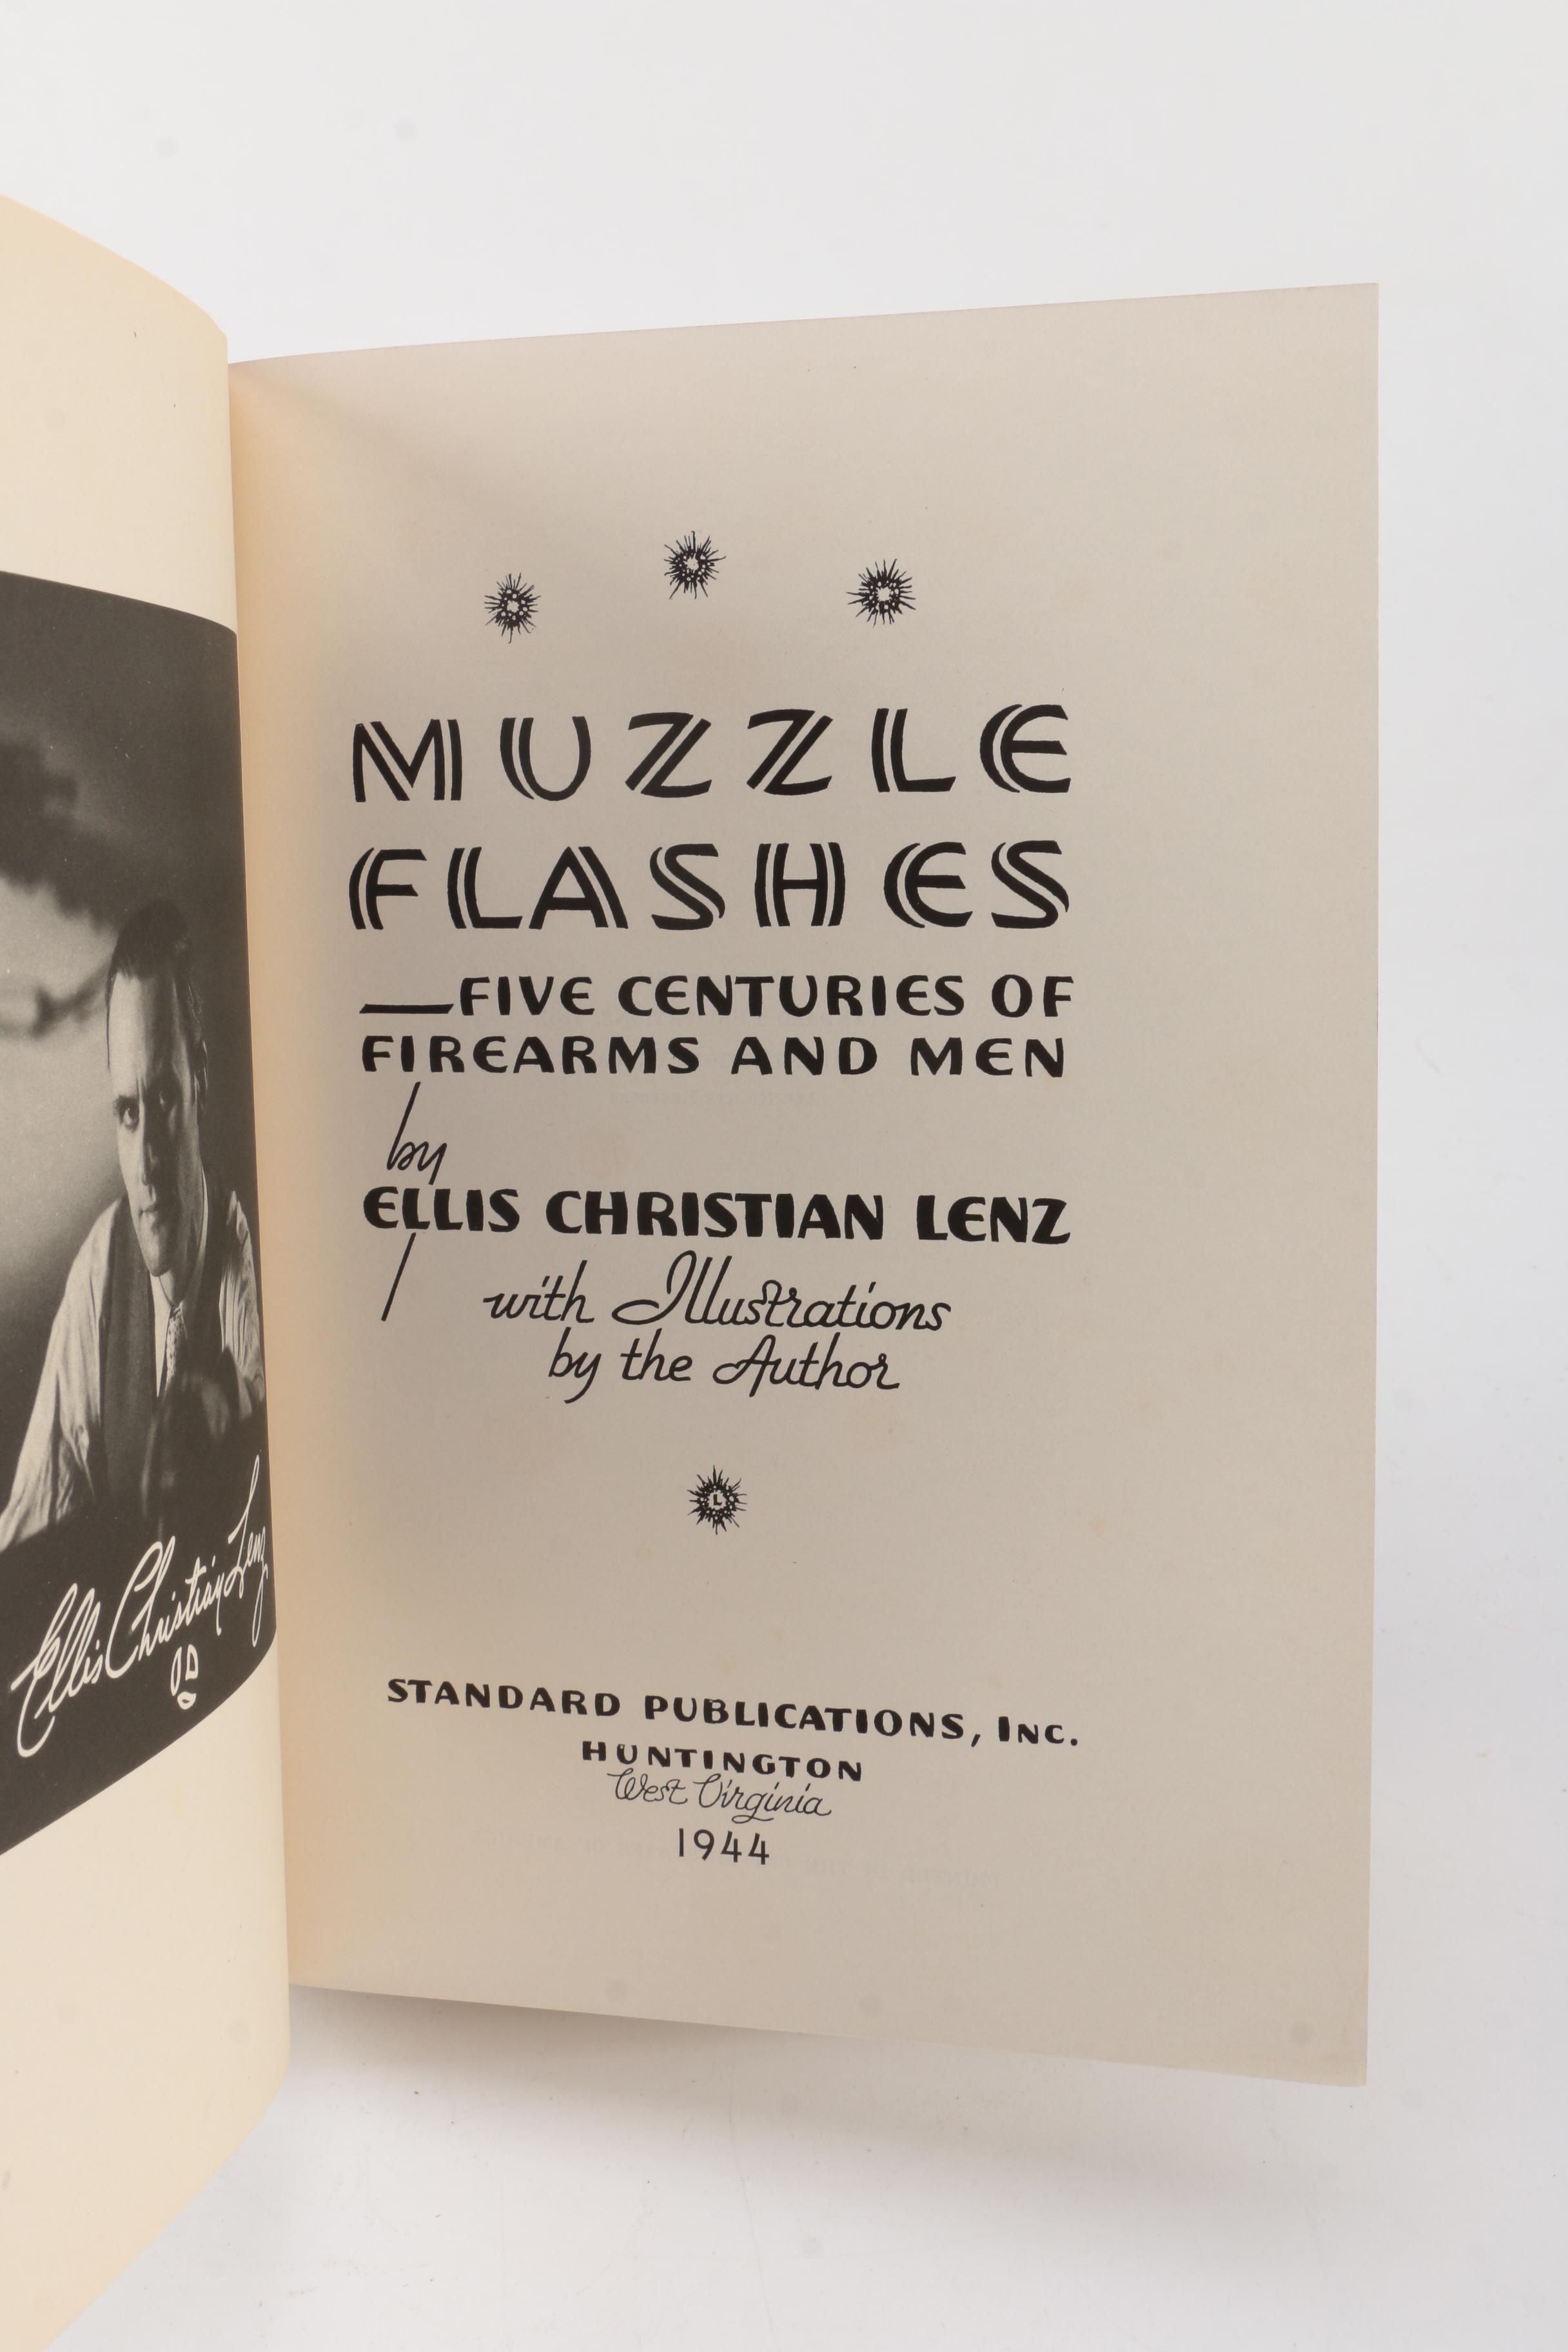 Ellis Christian Lenz
MUZZLE
FLASHES
—FIVE CENTURIES OF
FIREARMS AND MEN
by
ELLIS CHRISTIAN LENZ
with Illustrations
by the Author
L
STANDARD PUBLICATIONS, INC.
HUNTINGTON
West Virginia
1944